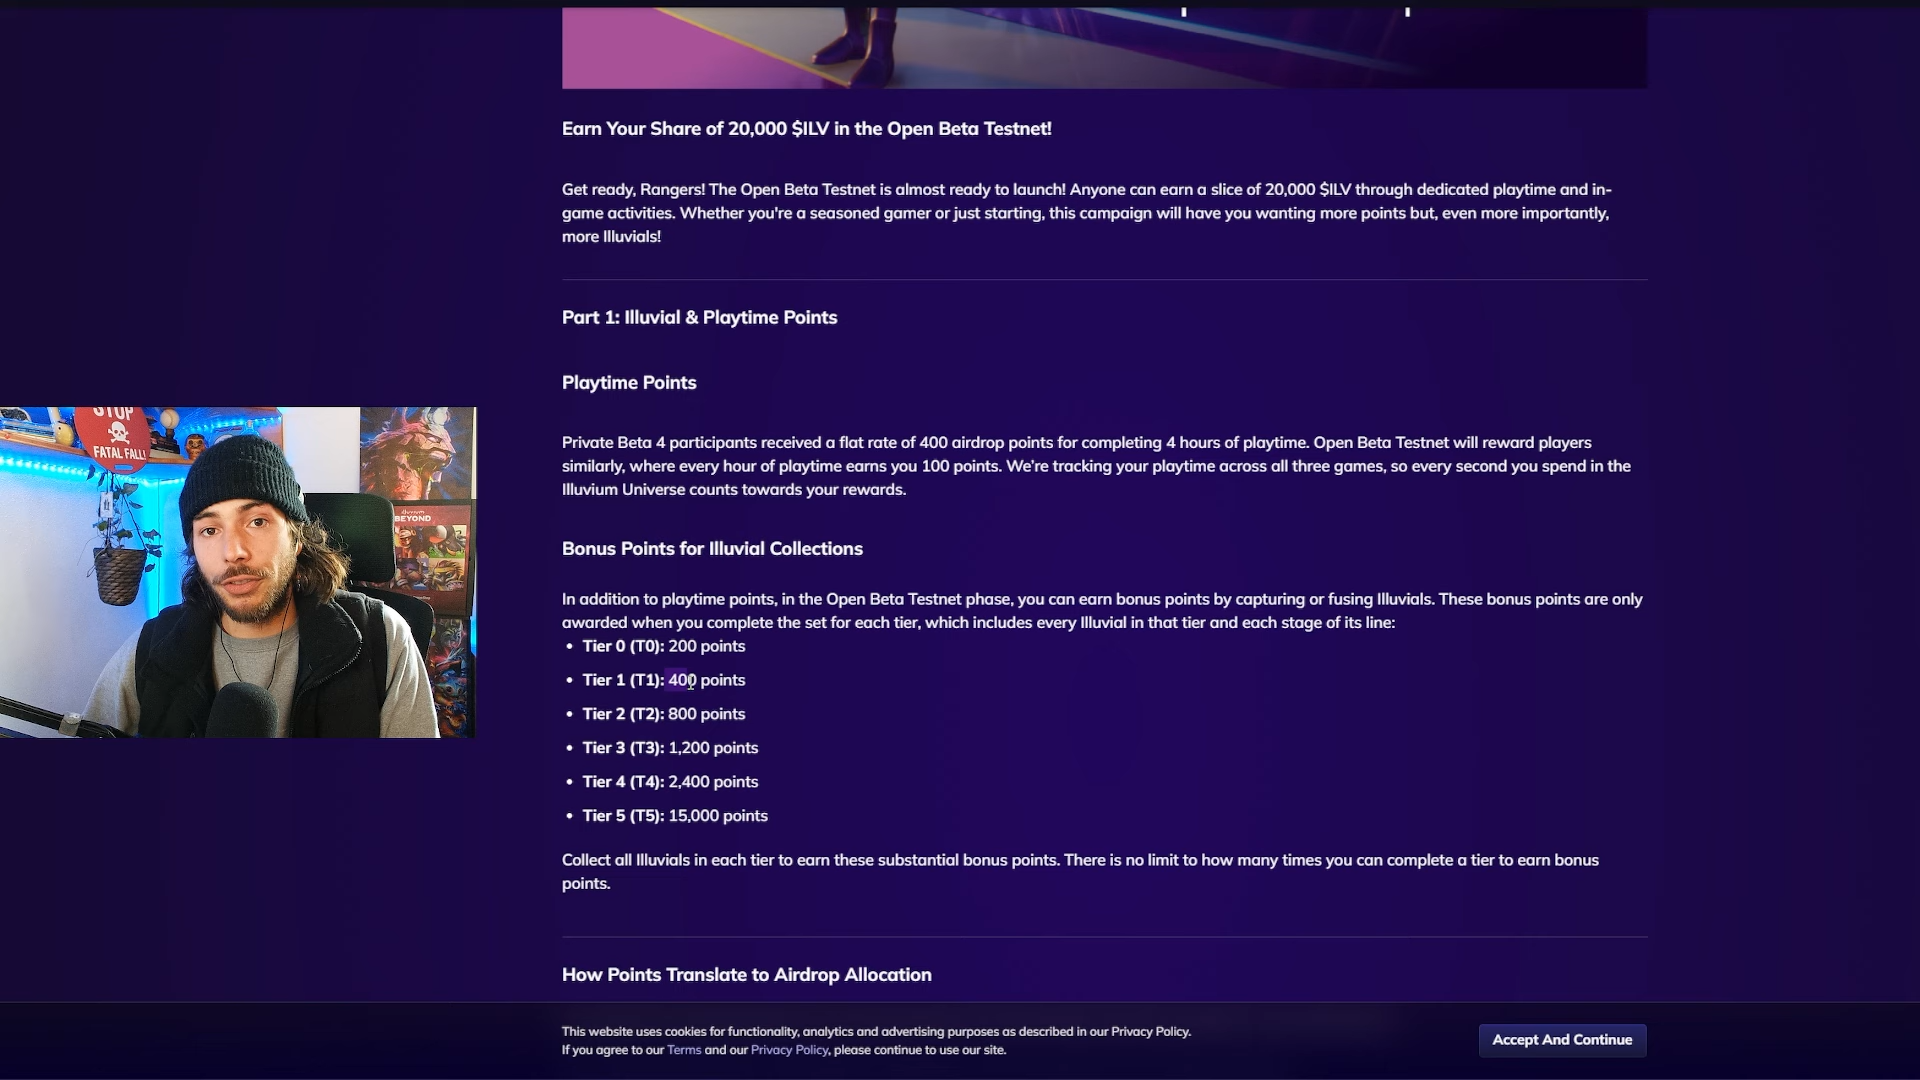 Earn Your Share of 20,000 $ILV in the Open Beta Testnet!
Get ready, Rangers! The Open Beta Testnet is almost ready to launch! Anyone can earn a slice of 20,000 $ILV through dedicated playtime and in-
game activities. Whether you're a seasoned gamer or just starting, this campaign will have you wanting more points but, even more importantly,
more Illuvials!
Part 1: Illuvial & Playtime Points
Playtime Points
Private Beta 4 participants received a flat rate of 400 airdrop points for completing 4 hours of playtime. Open Beta Testnet will reward players
similarly, where every hour of playtime earns you 100 points. We're tracking your playtime across all three games, so every second you spend in the
Illuvium Universe counts towards your rewards.
STOP
FATAL FALL!
illuvium
BEYOND
Bonus Points for Illuvial Collections
In addition to playtime points, in the Open Beta Testnet phase, you can earn bonus points by capturing or fusing Illuvials. These bonus points are only
awarded when you complete the set for each tier, which includes every Illuvial in that tier and each stage of its line:
• Tier 0 (T0): 200 points
• Tier 1 (T1): 400 points
• Tier 2 (T2): 800 points
• Tier 3 (T3): 1,200 points
• Tier 4 (T4): 2,400 points
• Tier 5 (T5): 15,000 points
Collect all Illuvials in each tier to earn these substantial bonus points. There is no limit to how many times you can complete a tier to earn bonus
points.
How Points Translate to Airdrop Allocation
This website uses cookies for functionality, analytics and advertising purposes as described in our Privacy Policy.
If you agree to our Terms and our Privacy Policy, please continue to use our site.
Accept And Continue